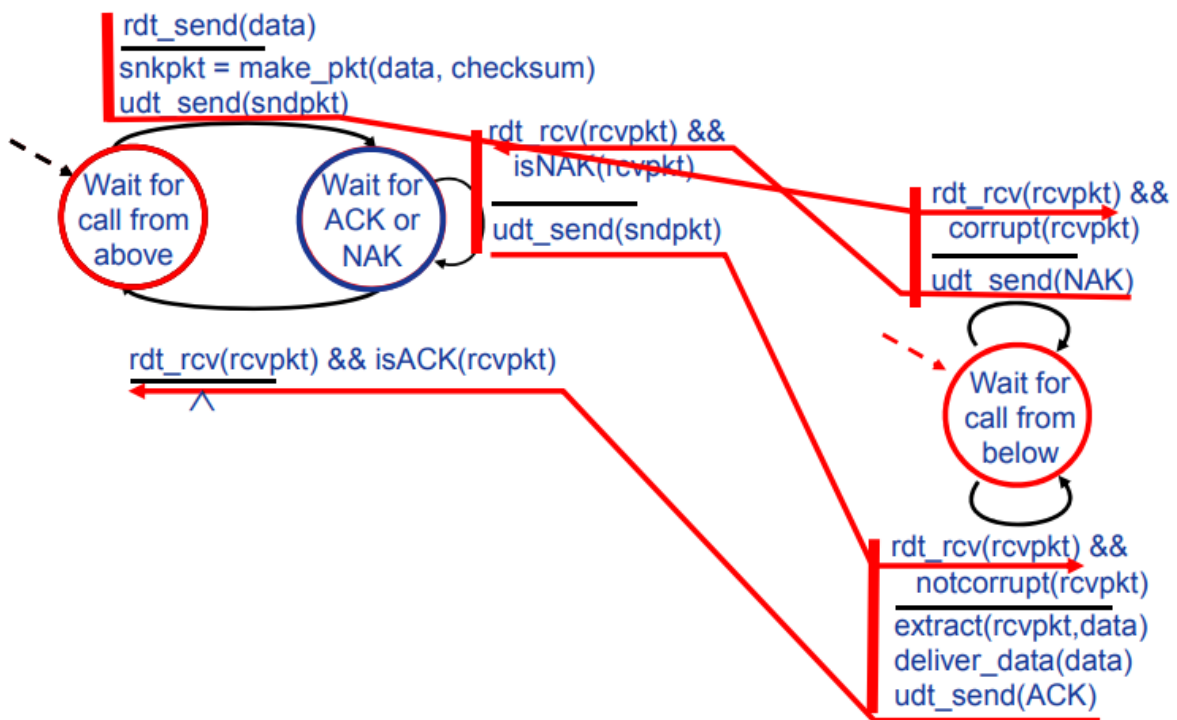 rdt_send(data)
snkpkt = make_pkt(data, checksum)
udt_send(sndpkt)
Wait for
call from
above
Wait for
ACK or
NAK
rdt_rcv(rcvpkt) &&
isNAK(rcvpkt)
udt_send(sndpkt)
rdt_rcv(rcvpkt) && isACK(rcvpkt)
Λ
rdt_rcv(rcvpkt) &&
corrupt(rcvpkt)
udt_send(NAK)
Wait for
call from
below
rdt_rcv(rcvpkt) &&
notcorrupt(rcvpkt)
extract(rcvpkt,data)
deliver_data(data)
udt_send(ACK)